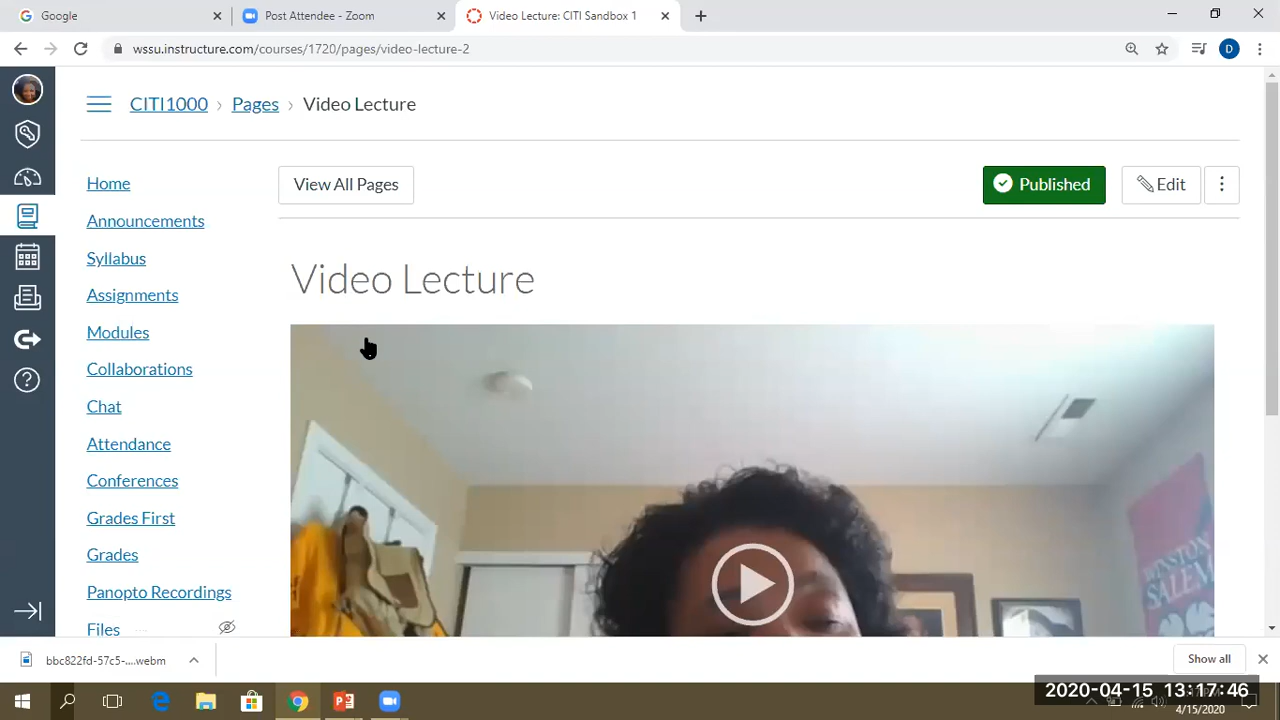 Google
Post Attendee - Zoom
Video Lecture: CITI Sandbox 1
wssu.instructure.com/courses/1720/pages/video-lecture-2
D
CITI1000 › Pages › Video Lecture
Home
Announcements
Syllabus
Assignments
Modules
Collaborations
Chat
Attendance
Conferences
Grades First
Grades
Panopto Recordings
Files
View All Pages
Published
Edit
Video Lecture
WINSTON
SALEM
bbc822fd-57c5-....webm
Show all
2020-04-15 13:17:46
4/15/2020